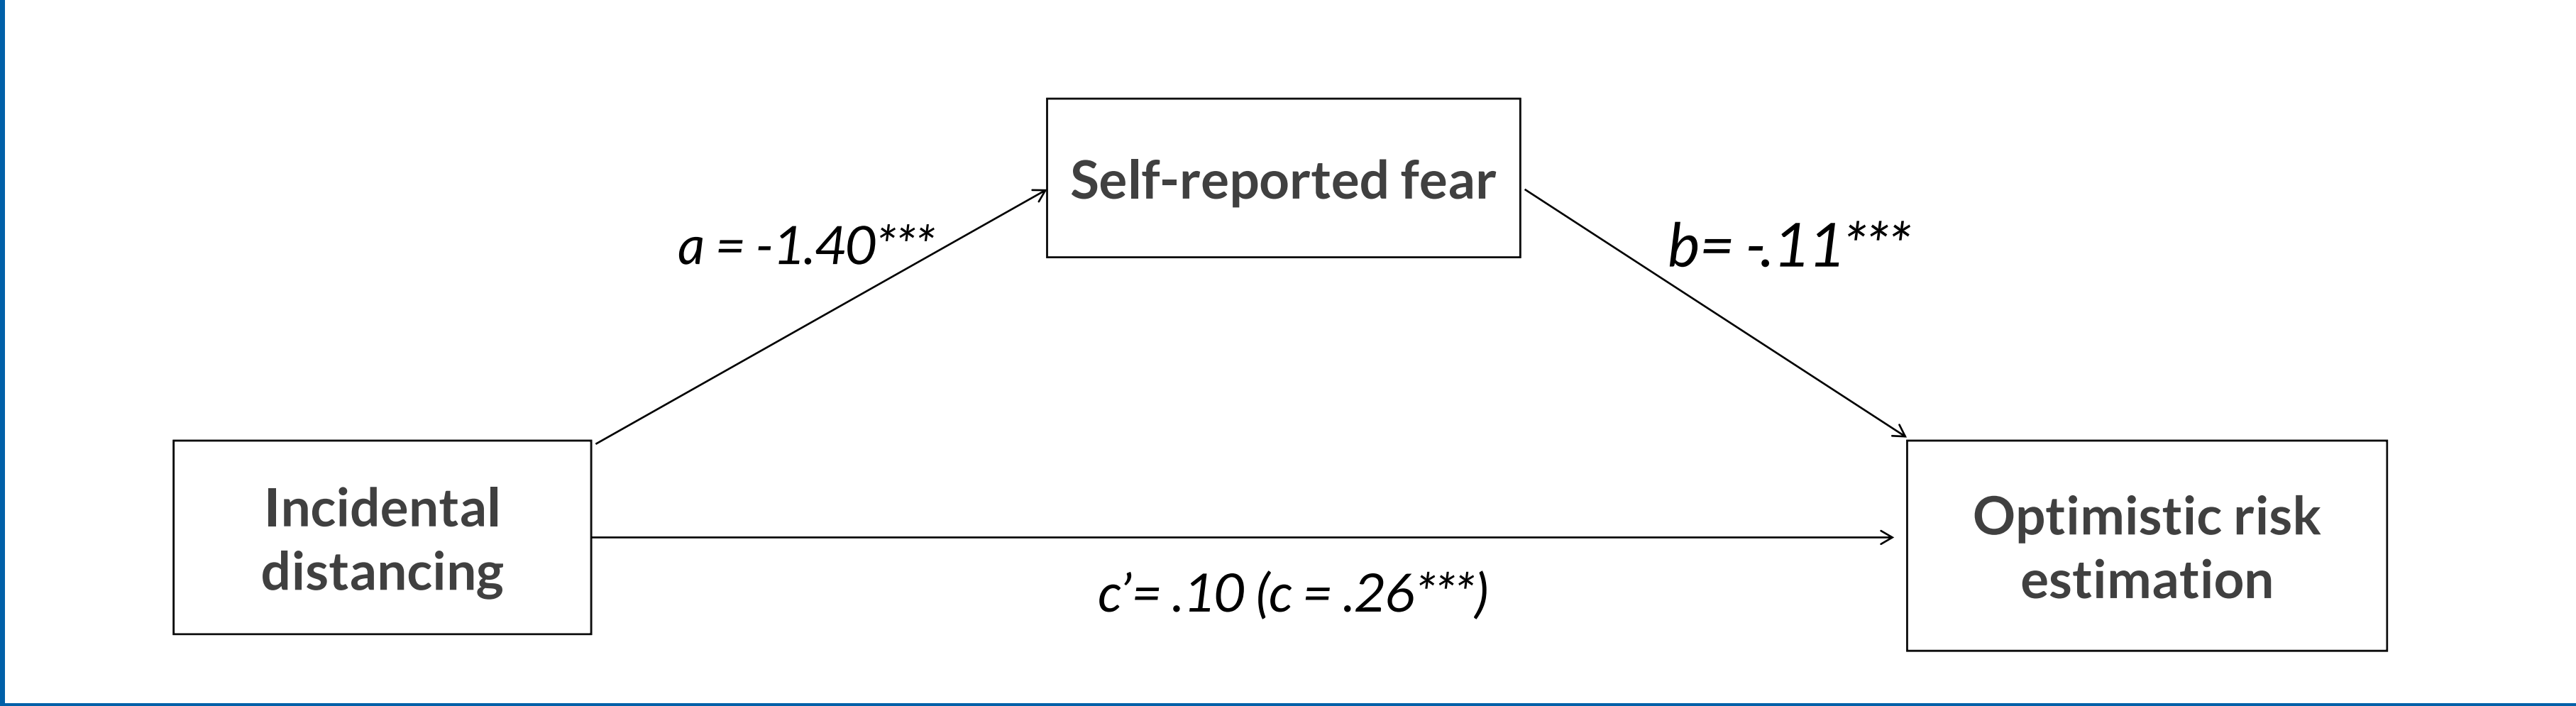 Self-reported fear
a = -1.40***
b= -.11***
Incidental
distancing
Optimistic risk
estimation
c’= .10 (c = .26***)